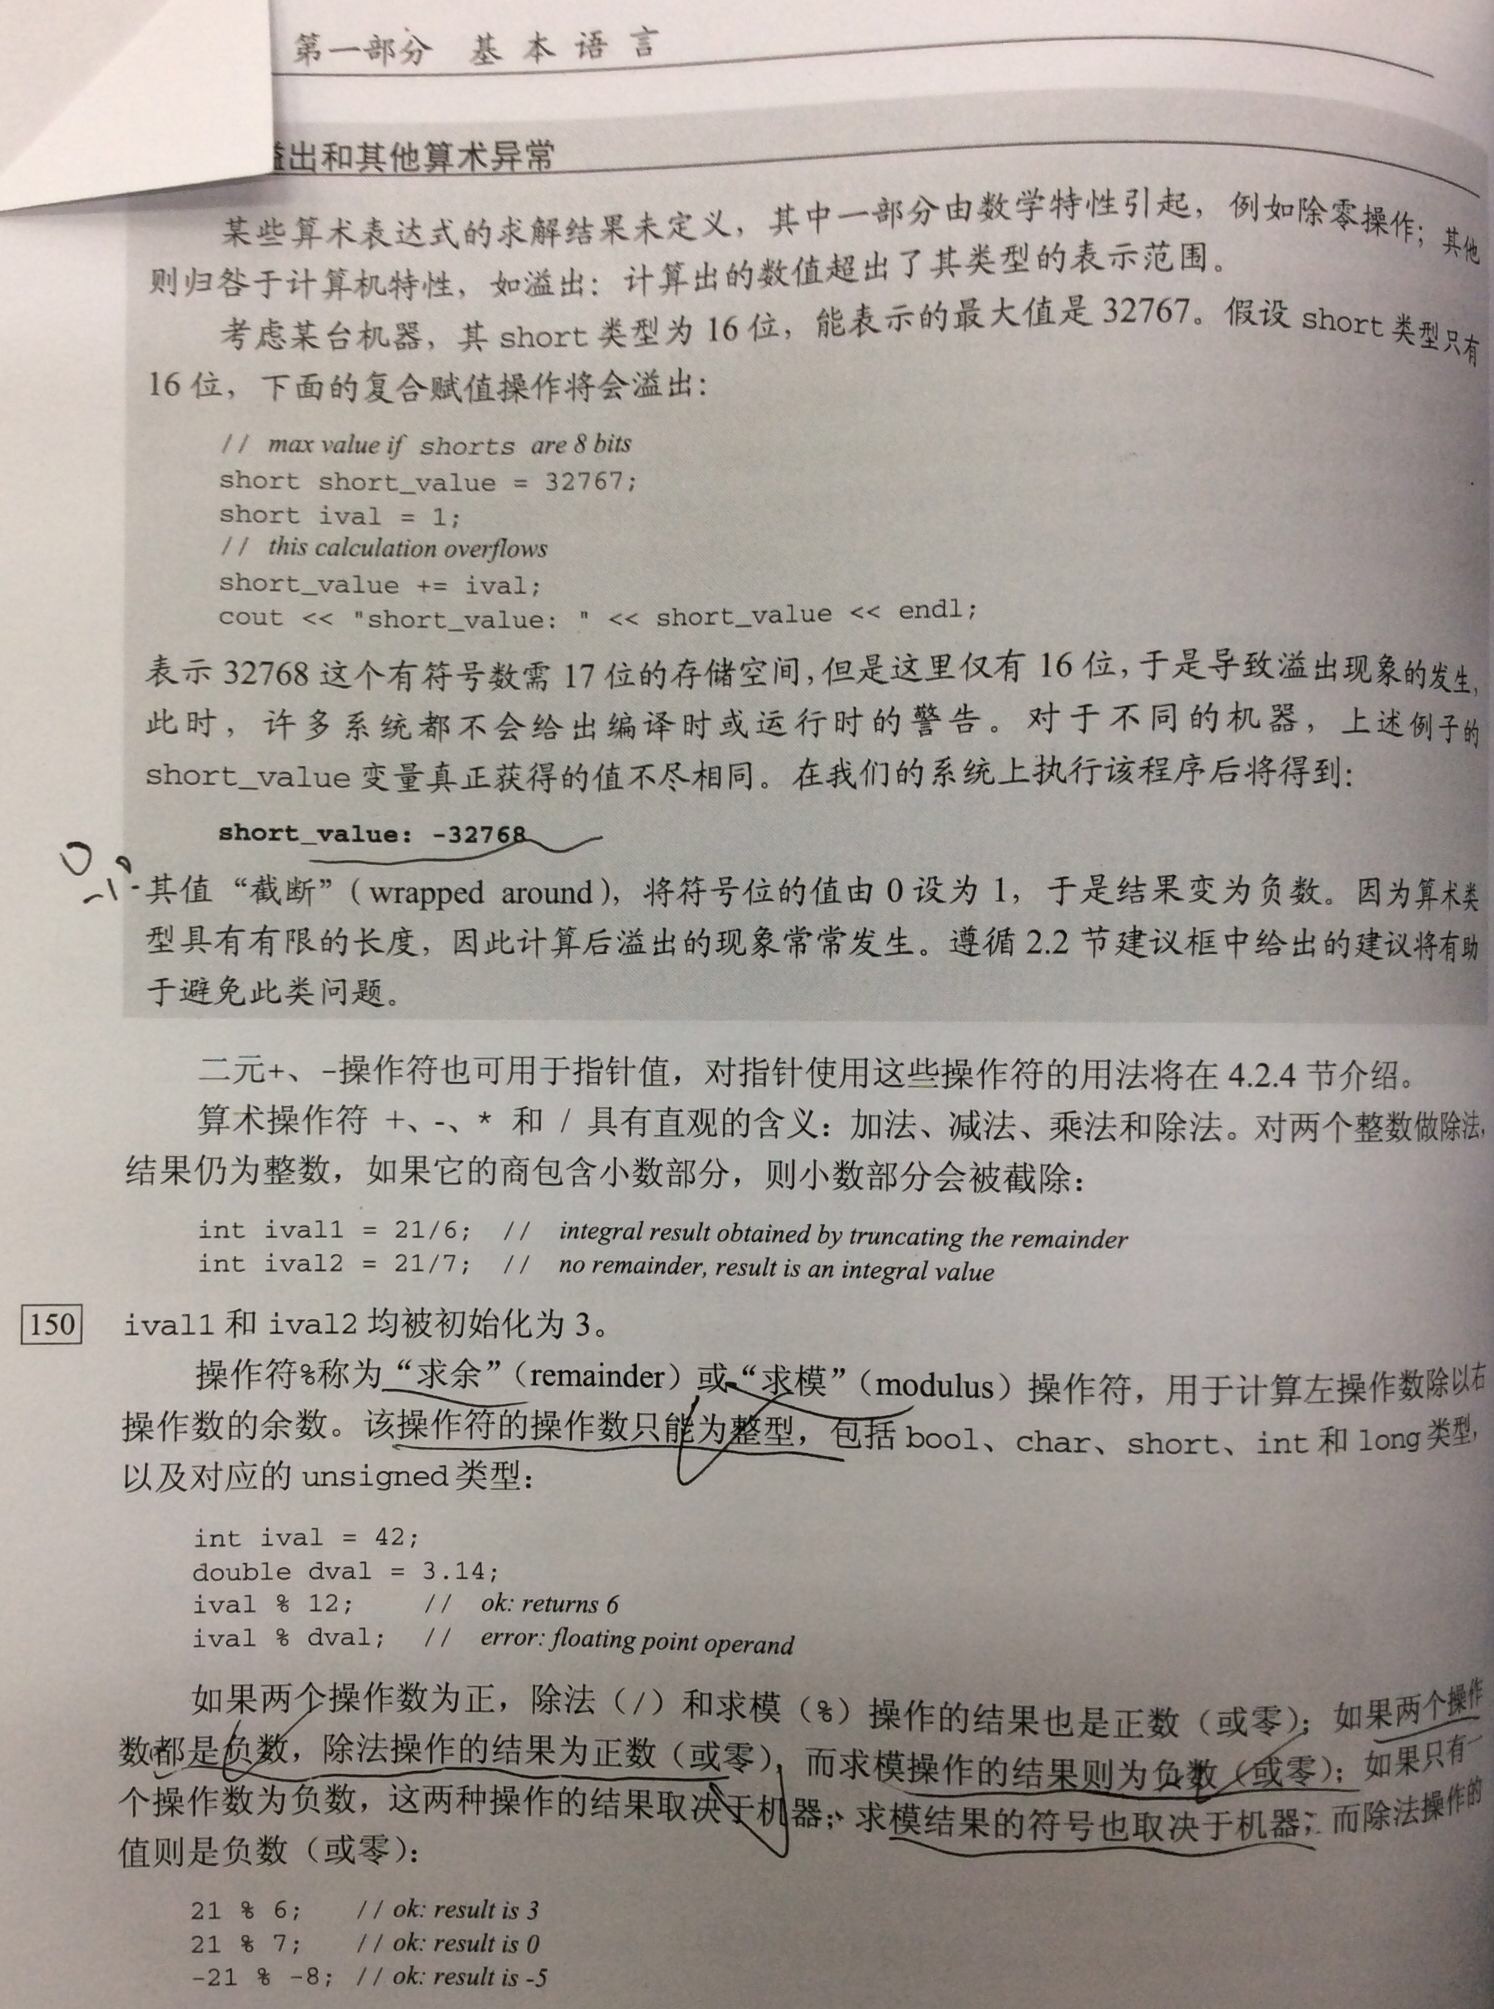 第一部分 基本语言
出和其他算术异常
某些算术表达式的求解结果未定义，其中一部分由数学特性引起，例如除零操作；其他
则归咎于计算机特性，如溢出：计算出的数值超出了其类型的表示范围。
考虑某台机器，其 short 类型为 16 位，能表示的最大值是 32767。假设 short 类型只有
16 位，下面的复合赋值操作将会溢出：
// max value if shorts are 8 bits
short short_value = 32767;
short ival = 1;
// this calculation overflows
short_value += ival;
cout << "short_value: " << short_value << endl;
表示 32768 这个有符号数需 17 位的存储空间，但是这里仅有 16 位，于是导致溢出现象的发生，
此时，许多系统都不会给出编译时或运行时的警告。对于不同的机器，上述例子的
short_value 变量真正获得的值不尽相同。在我们的系统上执行该程序后将得到：
short_value: -32768
其值“截断”（wrapped around），将符号位的值由 0 设为 1，于是结果变为负数。因为算术类
型具有有限的长度，因此计算后溢出的现象常常发生。遵循 2.2 节建议框中给出的建议将有助
于避免此类问题。
二元+、-操作符也可用于指针值，对指针使用这些操作符的用法将在 4.2.4 节介绍。
算术操作符 +、-、* 和 / 具有直观的含义：加法、减法、乘法和除法。对两个整数做除法，
结果仍为整数，如果它的商包含小数部分，则小数部分会被截除：
int ival1 = 21/6; // integral result obtained by truncating the remainder
int ival2 = 21/7; // no remainder, result is an integral value
150 ival1 和 ival2 均被初始化为 3。
操作符%称为“求余”（remainder）或“求模”（modulus）操作符，用于计算左操作数除以右
操作数的余数。该操作符的操作数只能为整型，包括 bool、char、short、int 和 long 类型，
以及对应的 unsigned 类型：
int ival = 42;
double dval = 3.14;
ival % 12; // ok: returns 6
ival % dval; // error: floating point operand
如果两个操作数为正，除法（/）和求模（%）操作的结果也是正数（或零）；如果两个操作
数都是负数，除法操作的结果为正数（或零），而求模操作的结果则为负数（或零）；如果只有一
个操作数为负数，这两种操作的结果取决于机器；求模结果的符号也取决于机器；而除法操作的
值则是负数（或零）：
21 % 6; // ok: result is 3
21 % 7; // ok: result is 0
-21 % -8; // ok: result is -5